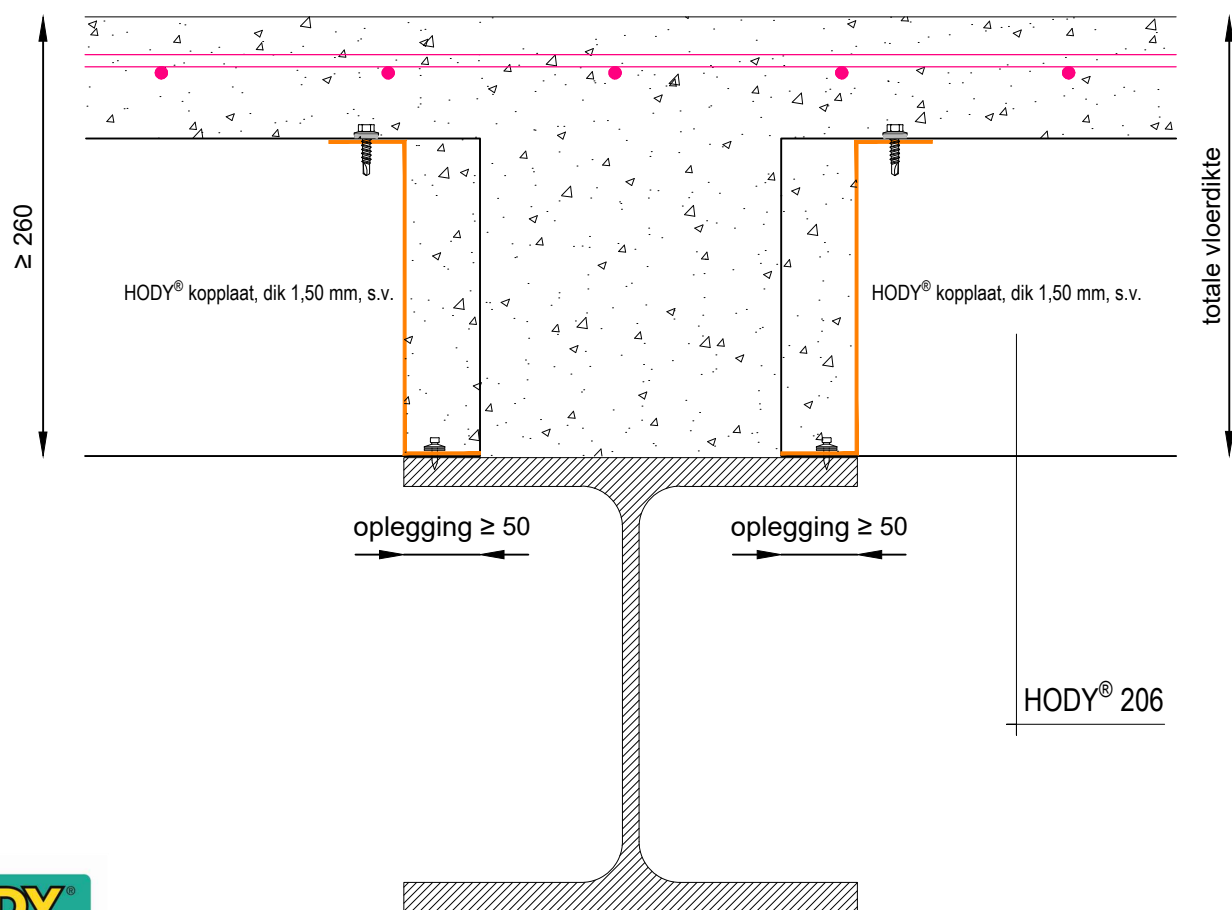 ≥ 260
totale vloerdikte
HODY® kopplaat, dik 1,50 mm, s.v.
HODY® kopplaat, dik 1,50 mm, s.v.
oplegging ≥ 50
oplegging ≥ 50
HODY® 206